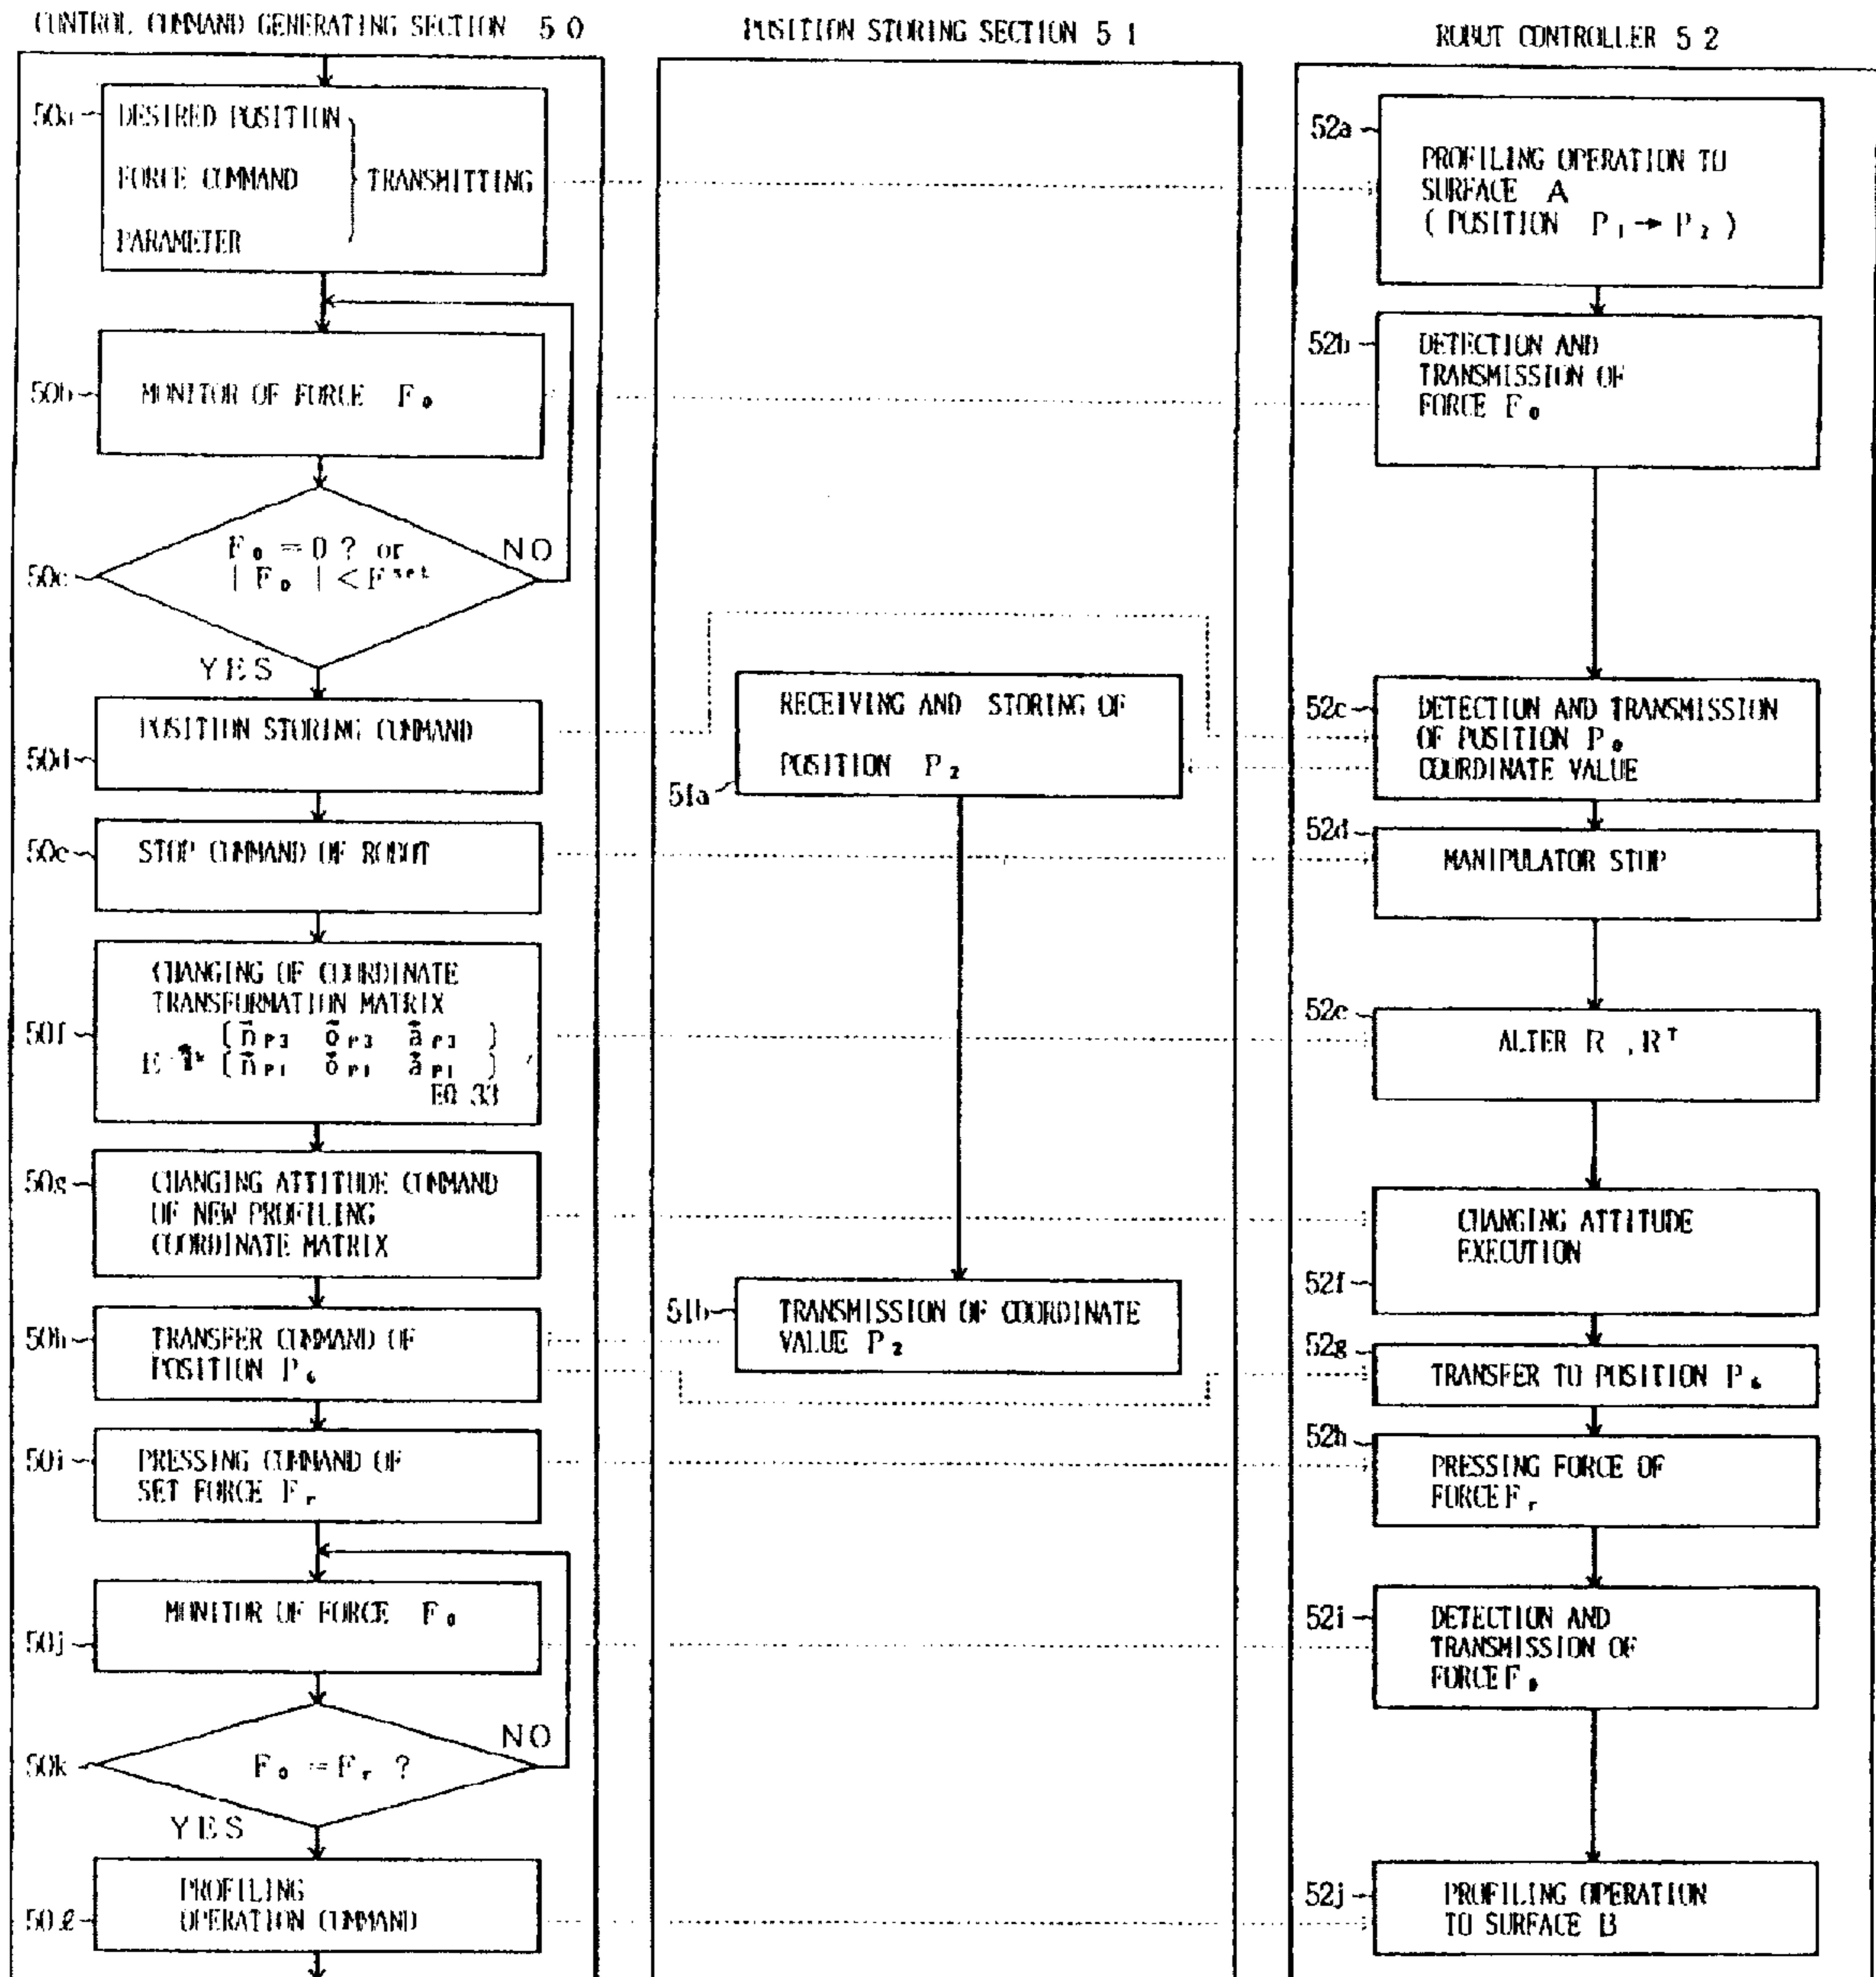 CONTROL COMMAND GENERATING SECTION 50
50a
DESIRED POSITION
FORCE COMMAND
PARAMETER
TRANSMITTING
50b
MONITOR OF FORCE F₀
50c
F₀ = 0 ? or
| F₀ | < F
NO
YES
50d
POSITION STORING COMMAND
50e
STOP COMMAND OF ROBOT
50f
CHANGING OF COORDINATE
TRANSFORMATION MATRIX
EQ 33
50g
CHANGING ATTITUDE COMMAND
OF NEW PROFILING
COORDINATE MATRIX
50h
TRANSFER COMMAND OF
POSITION P₆
50i
PRESSING COMMAND OF
SET FORCE Fᵣ
50j
MONITOR OF FORCE F₀
50k
F₀ = Fᵣ ?
NO
YES
50ℓ
PROFILING
OPERATION COMMAND
POSITION STORING SECTION 51
51a
RECEIVING AND STORING OF
POSITION P₂
51b
TRANSMISSION OF COORDINATE
VALUE P₂
ROBOT CONTROLLER 52
52a
PROFILING OPERATION TO
SURFACE A
( POSITION P₁ → P₂ )
52b
DETECTION AND
TRANSMISSION OF
FORCE F₀
52c
DETECTION AND TRANSMISSION
OF POSITION P₀
COORDINATE VALUE
52d
MANIPULATOR STOP
52e
ALTER R , Rᵀ
52f
CHANGING ATTITUDE
EXECUTION
52g
TRANSFER TO POSITION P₆
52h
PRESSING FORCE OF
FORCE Fᵣ
52i
DETECTION AND
TRANSMISSION OF
FORCE F₀
52j
PROFILING OPERATION
TO SURFACE B